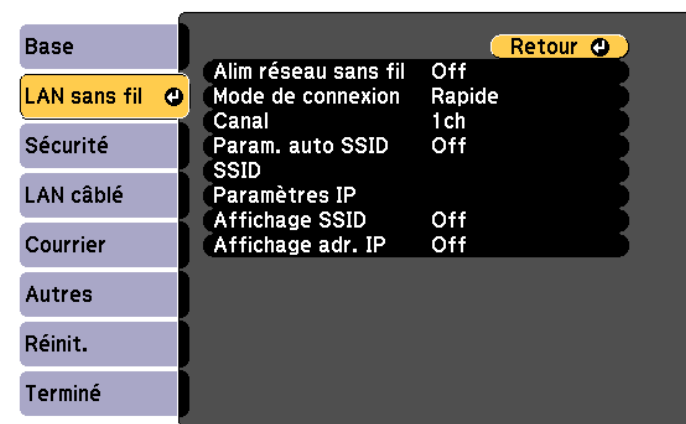 Base
LAN sans fil
Sécurité
LAN câblé
Courrier
Autres
Réinit.
Terminé
Retour
Alim réseau sans fil Off
Mode de connexion Rapide
Canal 1ch
Param. auto SSID Off
SSID
Paramètres IP
Affichage SSID Off
Affichage adr. IP Off